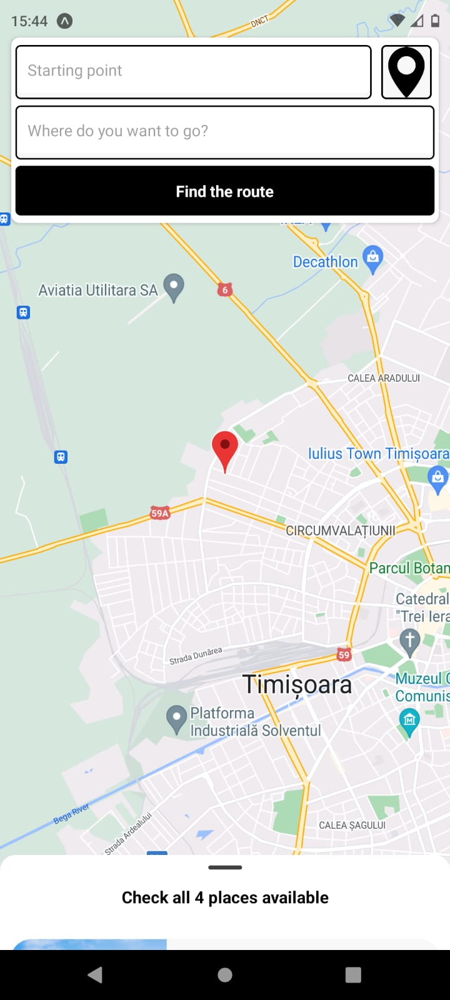 15:44
DNCT
Starting point
Where do you want to go?
Find the route
Decathlon
Aviatia Utilitara SA
6
CALEA ARADULUI
Iulius Town Timișoara
59A
CIRCUMVALAȚIUNII
Parcul Botan
Catedral
"Trei Iera
Strada Dunărea
59
Timișoara
Muzeul C
Comunis
Platforma
Industrială Solventul
M
Bega River
Strada Ardealului
CALEA ȘAGULUI
Check all 4 places available